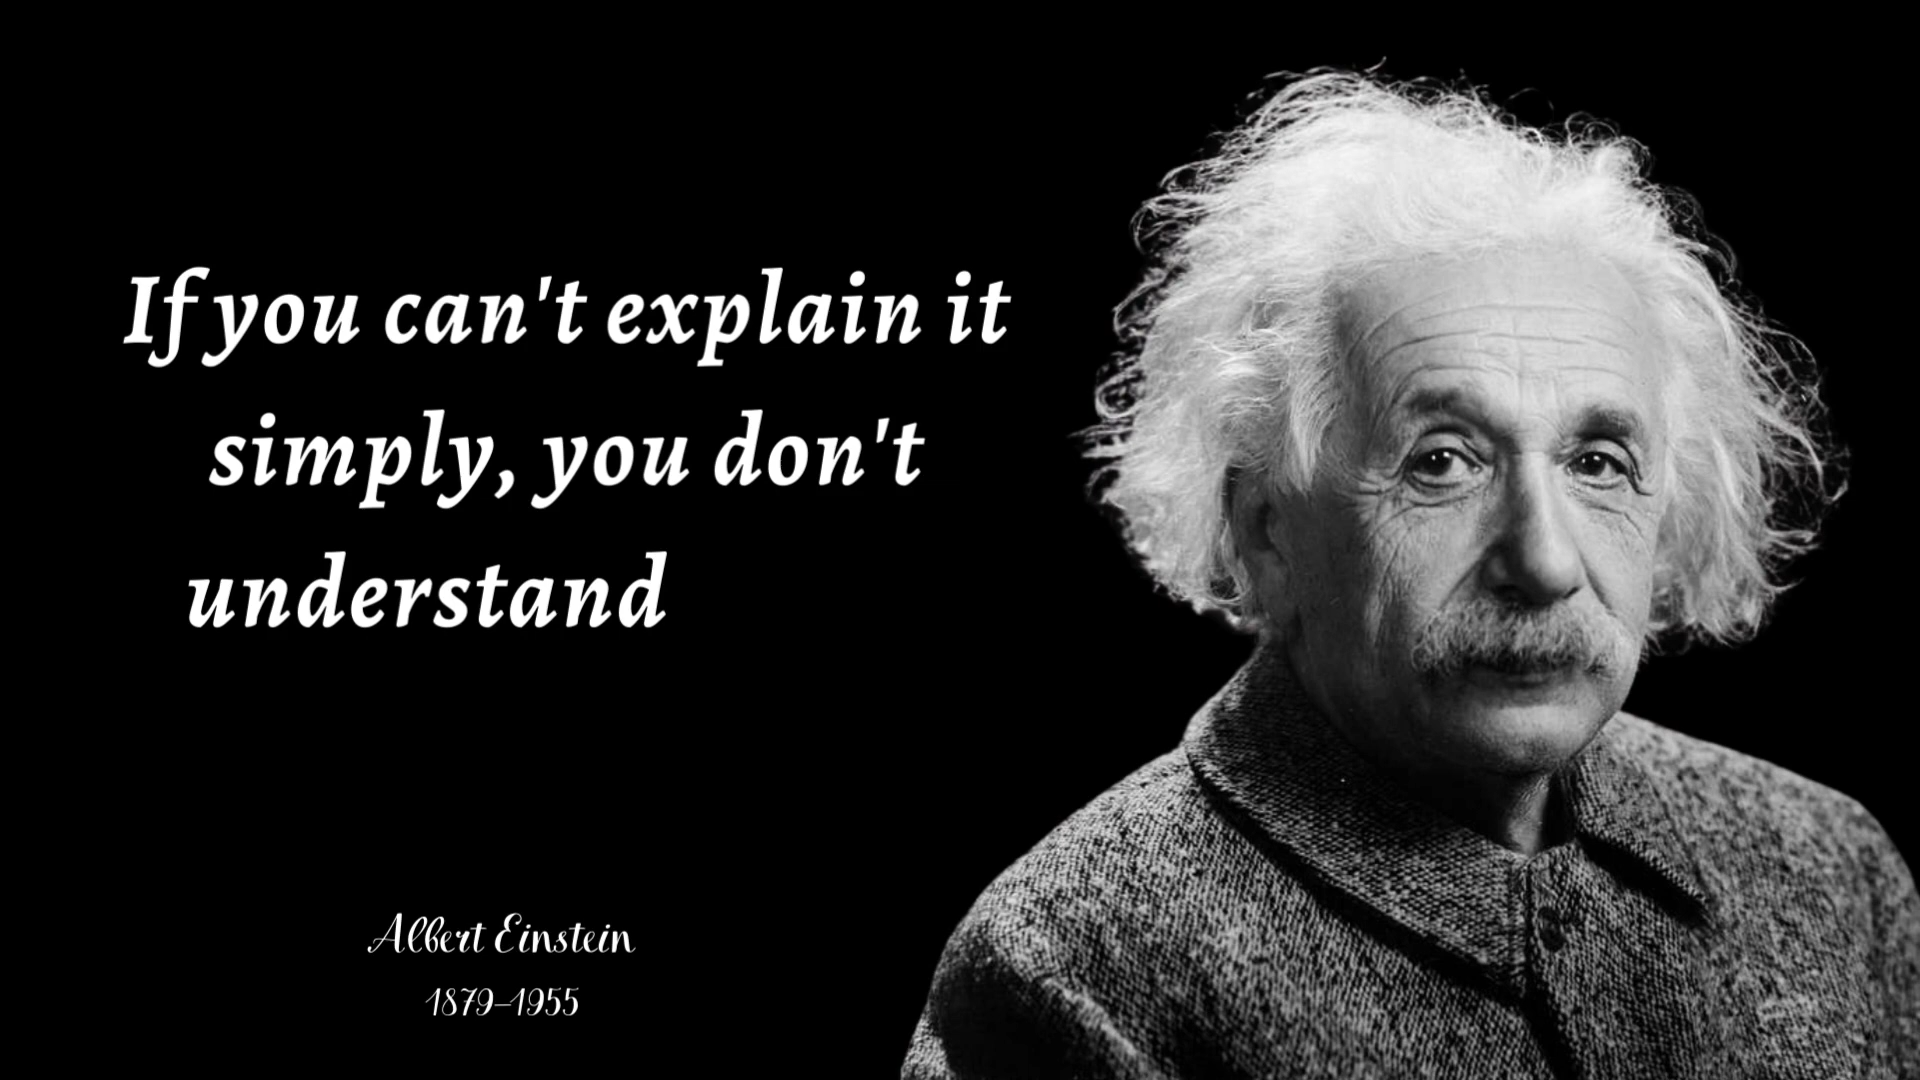 If you can't explain it
simply, you don't
understand
Albert Einstein
1879–1955